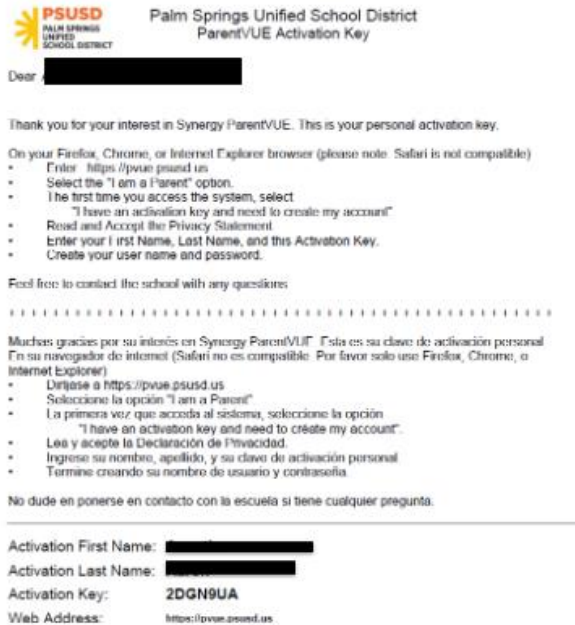 PSUSD
PALM SPRINGS
UNIFIED
SCHOOL DISTRICT
Palm Springs Unified School District
ParentVUE Activation Key
Dear
Thank you for your interest in Synergy ParentVUE. This is your personal activation key.
On your Firefox, Chrome, or Internet Explorer browser (please note Safari is not compatible)
- Enter https://pvue.psusd.us
- Select the "I am a Parent" option.
- The first time you access the system, select
"I have an activation key and need to create my account"
- Read and Accept the Privacy Statement
- Enter your First Name, Last Name, and this Activation Key.
- Create your user name and password.
Feel free to contact the school with any questions
Muchas gracias por su interés en Synergy ParentVUE. Esta es su clave de activación personal
En su navegador de internet (Safari no es compatible. Por favor solo use Firefox, Chrome, o
Internet Explorer)
- Diríjase a https://pvue.psusd.us
- Seleccione la opción "I am a Parent"
- La primera vez que acceda al sistema, seleccione la opción
"I have an activation key and need to create my account".
- Lea y acepte la Declaración de Privacidad.
- Ingrese su nombre, apellido, y su clave de activación personal
- Termine creando su nombre de usuario y contraseña.
No dude en ponerse en contacto con la escuela si tiene cualquier pregunta.
Activation First Name:
Activation Last Name:
Activation Key: 2DGN9UA
Web Address: https://pvue.psusd.us